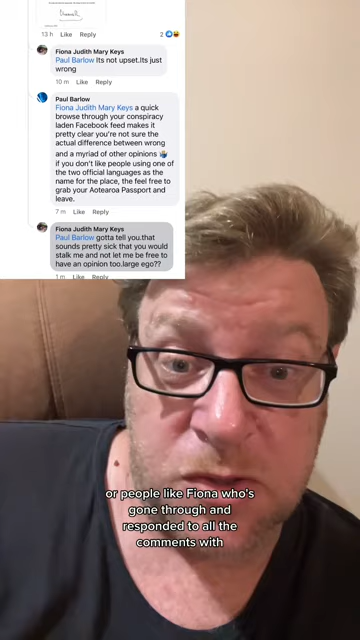 13 h Like Reply 2
Fiona Judith Mary Keys
Paul Barlow Its not upset.Its just
wrong
10 m Like Reply
Paul Barlow
Fiona Judith Mary Keys a quick
browse through your conspiracy
laden Facebook feed makes it
pretty clear you're not sure the
actual difference between wrong
and a myriad of other opinions
if you don't like people using one of
the two official languages as the
name for the place, the feel free to
grab your Aotearoa Passport and
leave.
7 m Like Reply
Fiona Judith Mary Keys
Paul Barlow gotta tell you.that
sounds pretty sick that you would
stalk me and not let me be free to
have an opinion too.large ego??
1 m Like Reply
or people like Fiona who's
gone through and
responded to all the
comments with